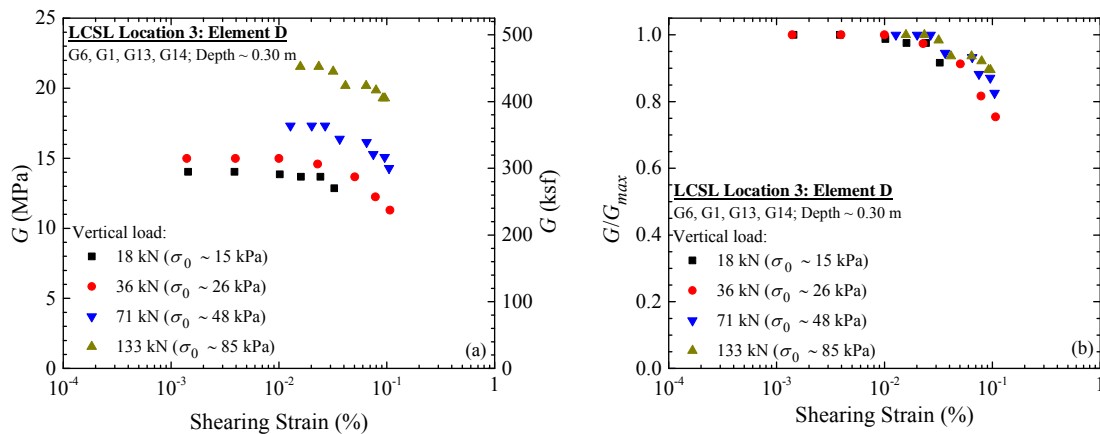 LCSL Location 3: Element D
G6, G1, G13, G14; Depth ~ 0.30 m
Vertical load:
18 kN (σ0 ~ 15 kPa)
36 kN (σ0 ~ 26 kPa)
71 kN (σ0 ~ 48 kPa)
133 kN (σ0 ~ 85 kPa)
(a)
G (MPa)
25
20
15
10
5
0
G (ksf)
500
400
300
200
100
0
10-4
10-3
10-2
10-1
1
Shearing Strain (%)
LCSL Location 3: Element D
G6, G1, G13, G14; Depth ~ 0.30 m
Vertical load:
18 kN (σ0 ~ 15 kPa)
36 kN (σ0 ~ 26 kPa)
71 kN (σ0 ~ 48 kPa)
133 kN (σ0 ~ 85 kPa)
(b)
G/Gmax
1.0
0.8
0.6
0.4
0.2
0.0
10-4
10-3
10-2
10-1
1
Shearing Strain (%)